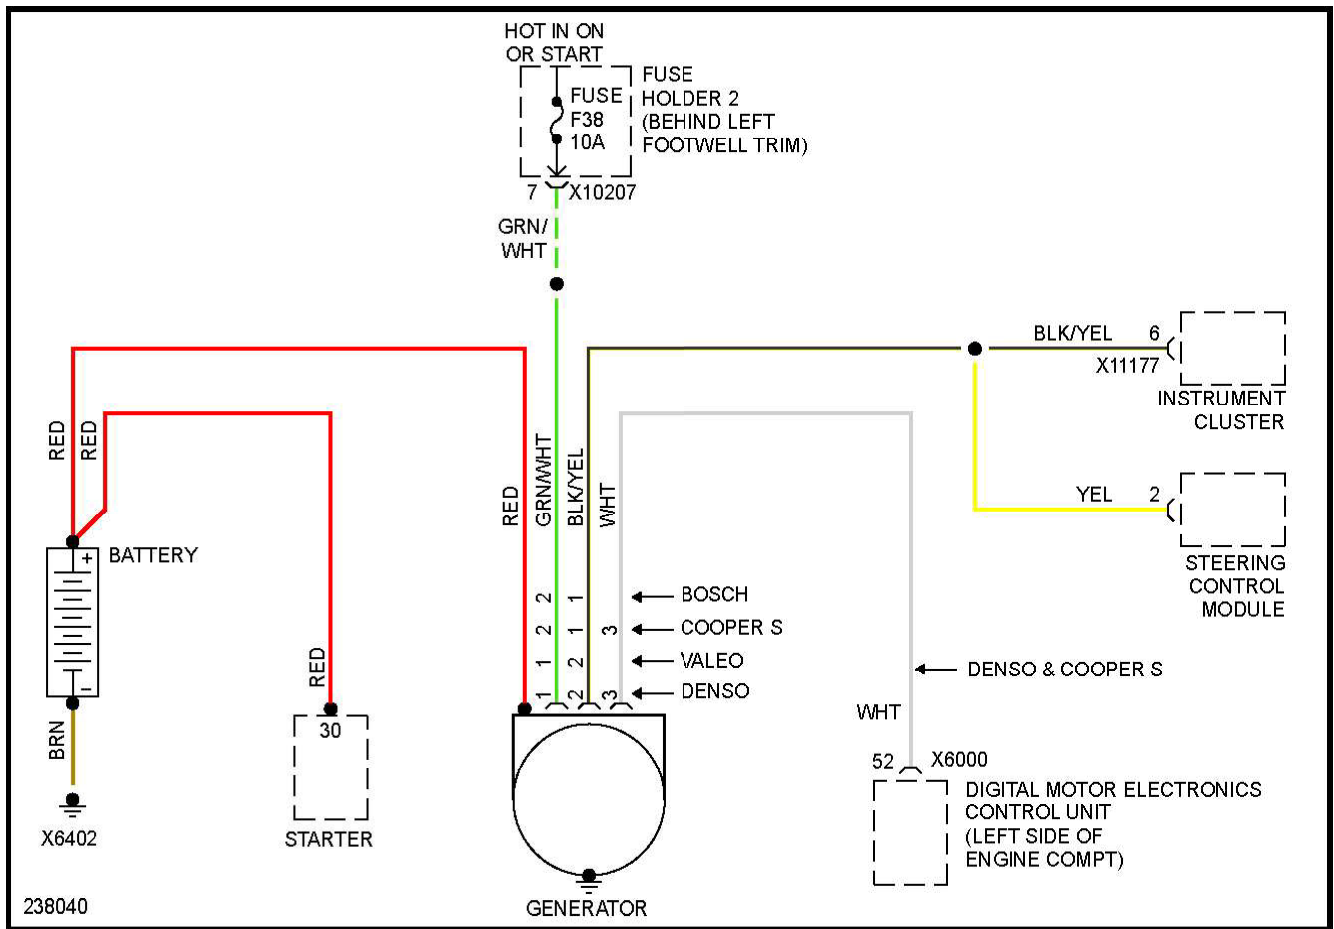 HOT IN ON
OR START
FUSE
F38
10A
FUSE
HOLDER 2
(BEHIND LEFT
FOOTWELL TRIM)
7
X10207
GRN/
WHT
BLK/YEL
6
X11177
INSTRUMENT
CLUSTER
RED
RED
RED
GRN/WHT
BLK/YEL
WHT
YEL
2
STEERING
CONTROL
MODULE
+
BATTERY
-
2 1 BOSCH
2 1 3 COOPER S
1 2 VALEO
1 2 3 DENSO
DENSO & COOPER S
RED
30
STARTER
BRN
X6402
WHT
52
X6000
DIGITAL MOTOR ELECTRONICS
CONTROL UNIT
(LEFT SIDE OF
ENGINE COMPT)
GENERATOR
238040